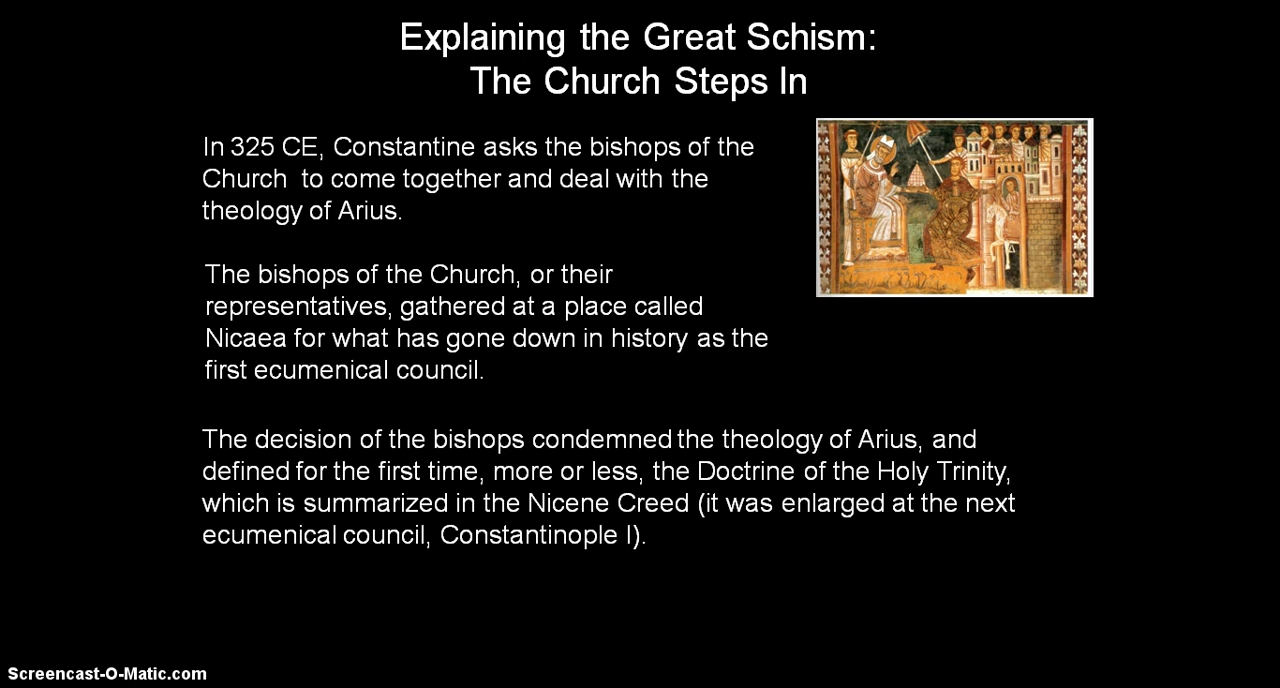 Explaining the Great Schism:
The Church Steps In
In 325 CE, Constantine asks the bishops of the
Church to come together and deal with the
theology of Arius.
The bishops of the Church, or their
representatives, gathered at a place called
Nicaea for what has gone down in history as the
first ecumenical council.
The decision of the bishops condemned the theology of Arius, and
defined for the first time, more or less, the Doctrine of the Holy Trinity,
which is summarized in the Nicene Creed (it was enlarged at the next
ecumenical council, Constantinople I).
Screencast-O-Matic.com